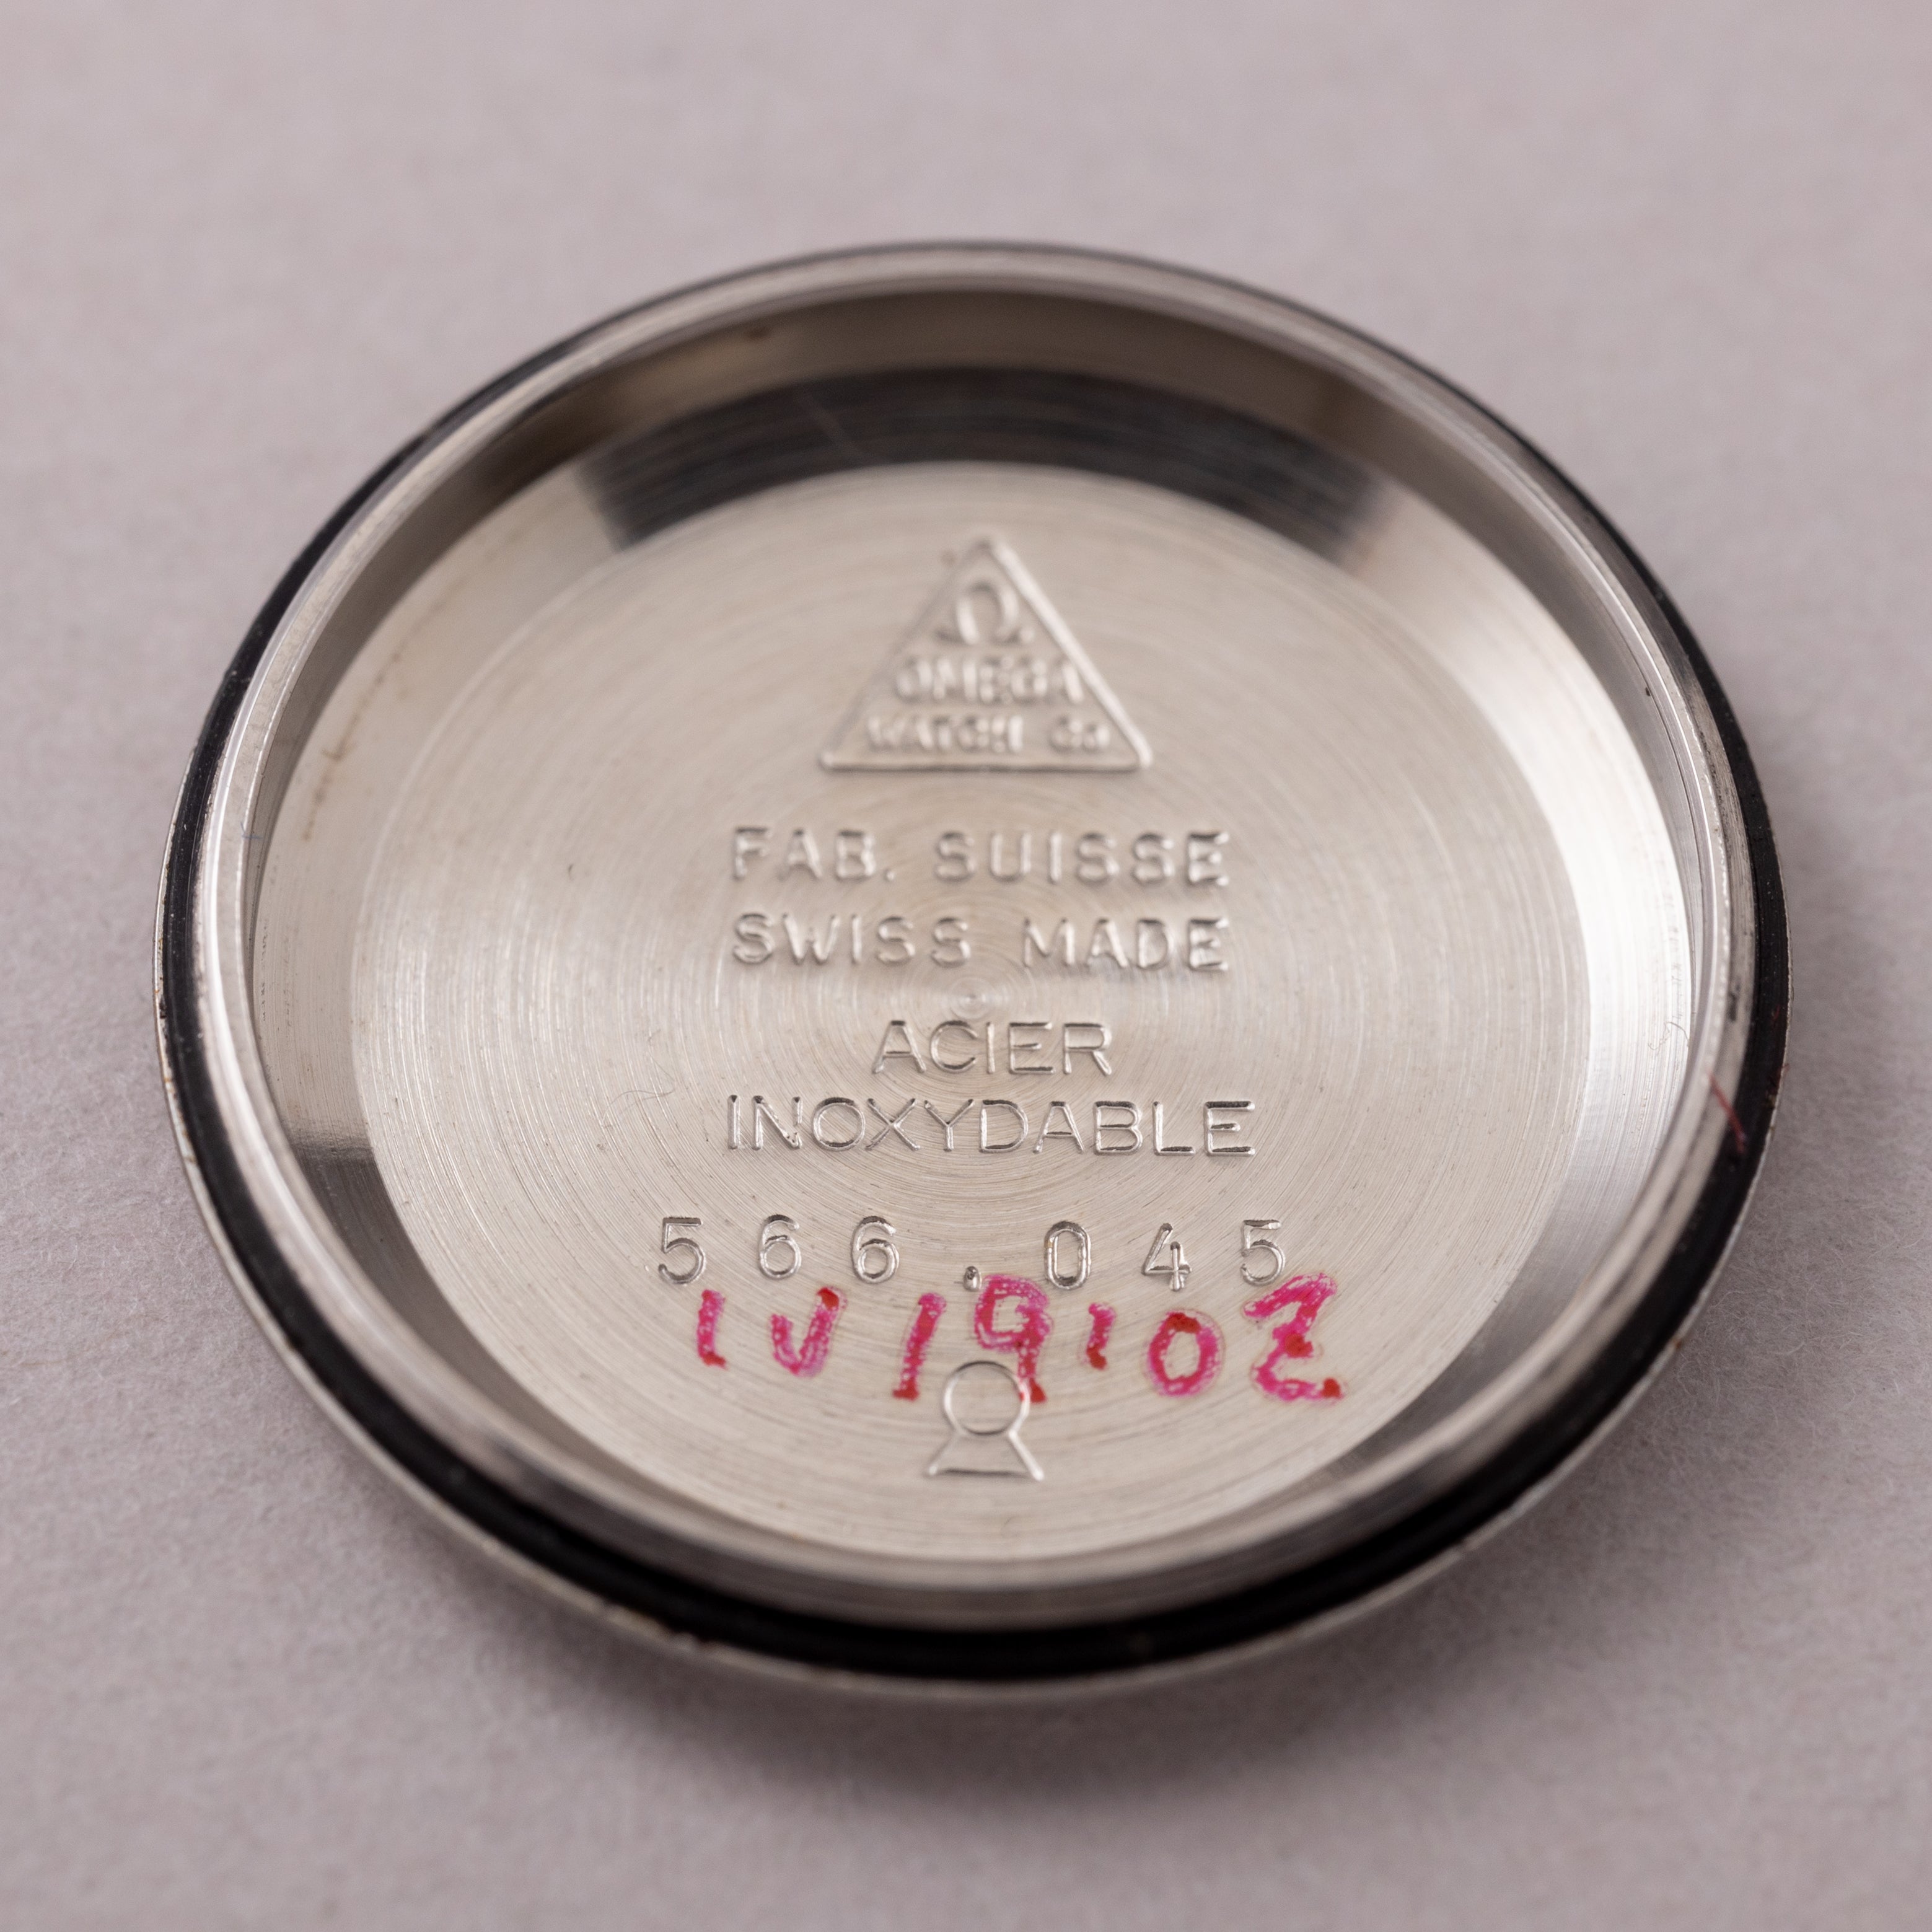 Ω
OMEGA
WATCH Co
FAB. SUISSE
SWISS MADE
ACIER
INOXYDABLE
566.045